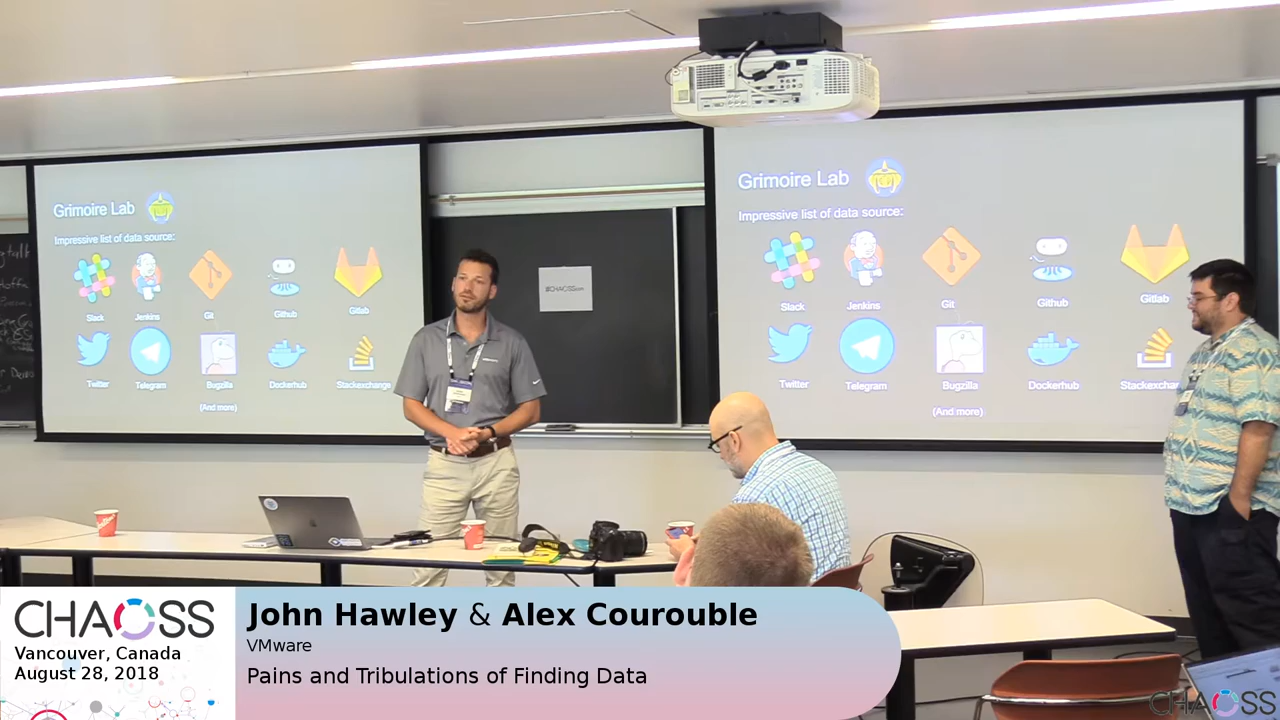 Grimoire Lab
Impressive list of data source:
Slack
Jenkins
Git
Github
Gitlab
Twitter
Telegram
Bugzilla
Dockerhub
Stackexchange
(And more)
#CHAOSScon
Grimoire Lab
Impressive list of data source:
Slack
Jenkins
Git
Github
Gitlab
Twitter
Telegram
Bugzilla
Dockerhub
Stackexchan
(And more)
CHAOSS
Vancouver, Canada
August 28, 2018
John Hawley & Alex Courouble
VMware
Pains and Tribulations of Finding Data
CHAOSS